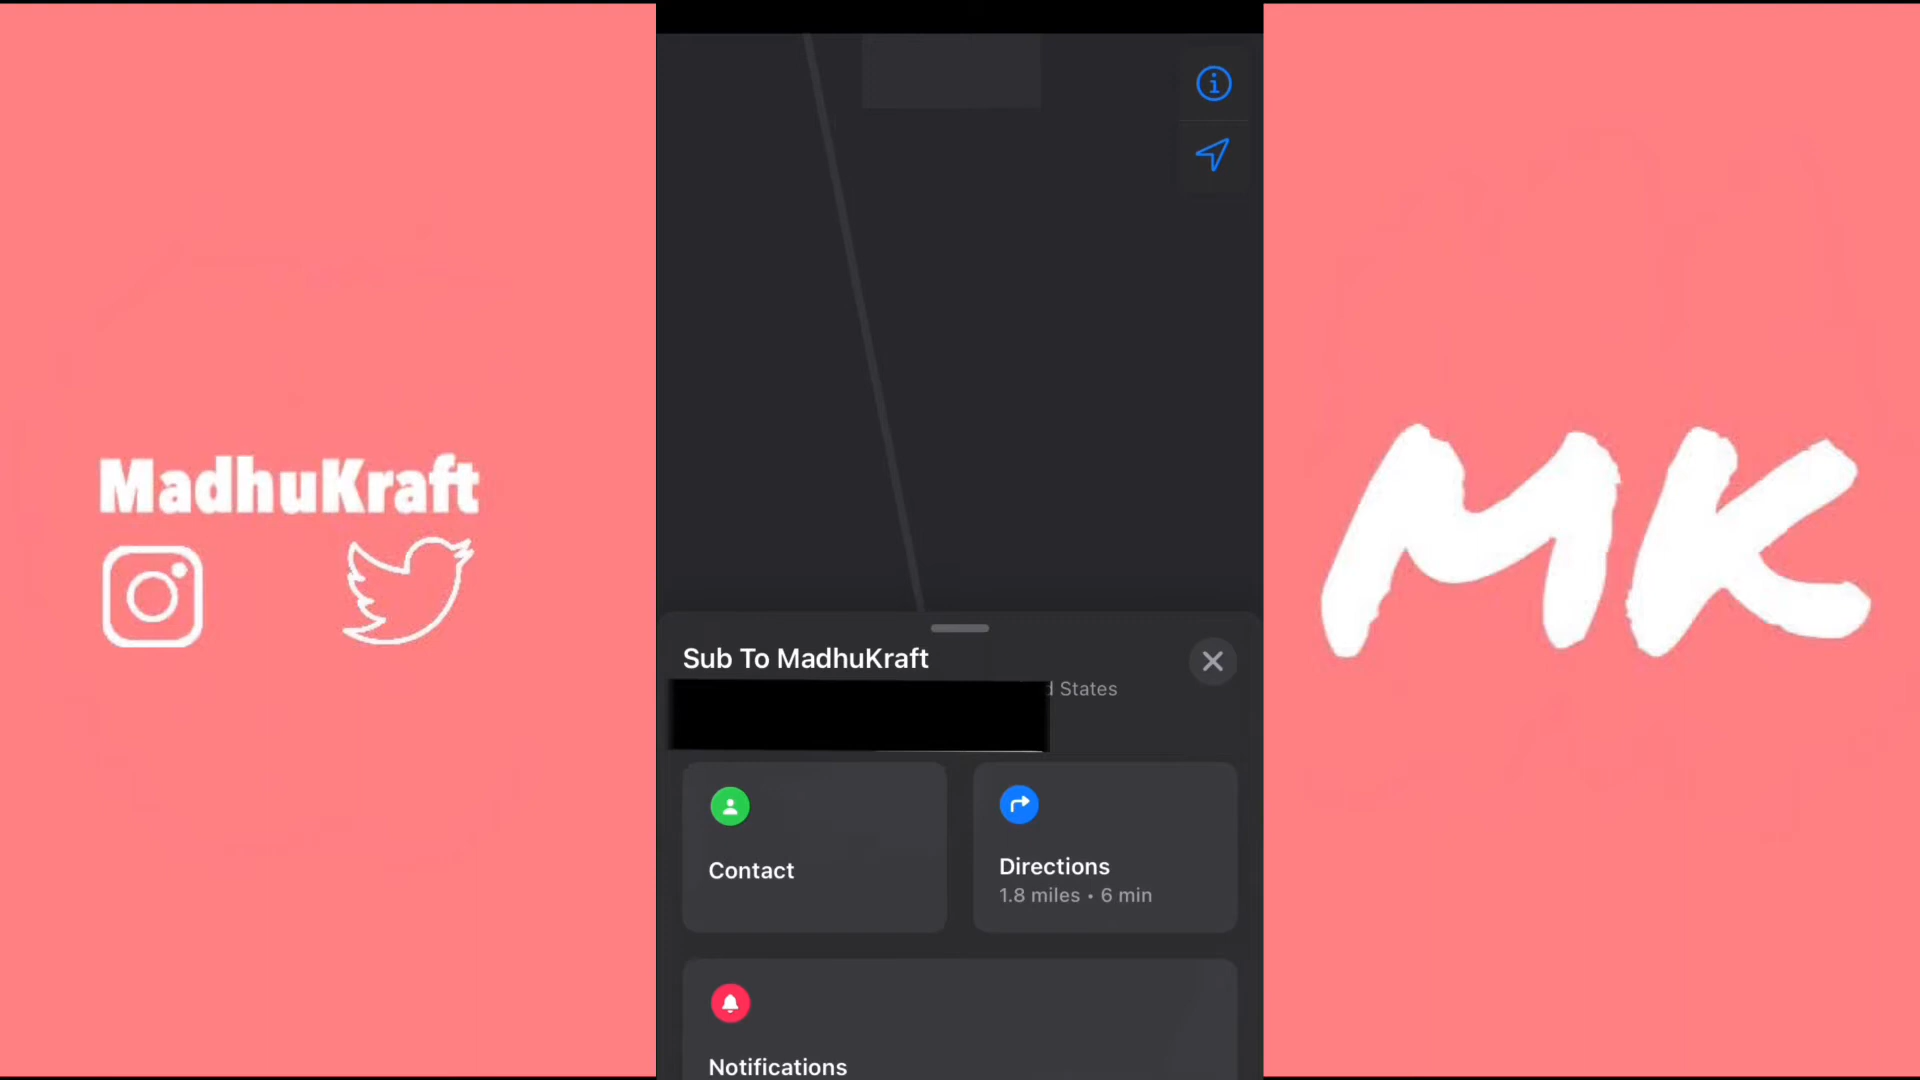 MadhuKraft
MK
Sub To MadhuKraft
States
Contact
Directions
1.8 miles • 6 min
Notifications